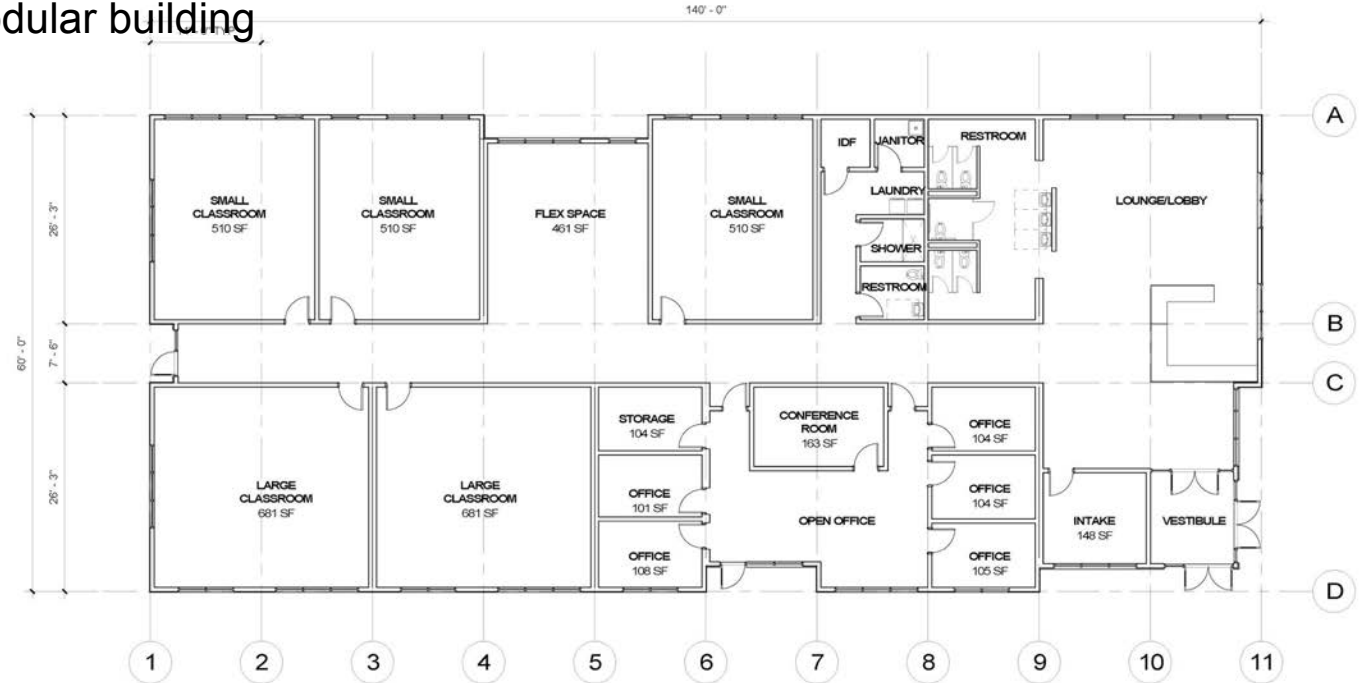 odular building
140' - 0"
60' - 0"
26' - 3"
7' - 6"
26' - 3"
A
B
C
D
SMALL
CLASSROOM
510 SF
SMALL
CLASSROOM
510 SF
FLEX SPACE
461 SF
SMALL
CLASSROOM
510 SF
IDF
JANITOR
LAUNDRY
SHOWER
RESTROOM
RESTROOM
LOUNGE/LOBBY
LARGE
CLASSROOM
681 SF
LARGE
CLASSROOM
681 SF
STORAGE
104 SF
OFFICE
101 SF
OFFICE
108 SF
CONFERENCE
ROOM
163 SF
OPEN OFFICE
OFFICE
104 SF
OFFICE
104 SF
OFFICE
105 SF
INTAKE
148 SF
VESTIBULE
1
2
3
4
5
6
7
8
9
10
11